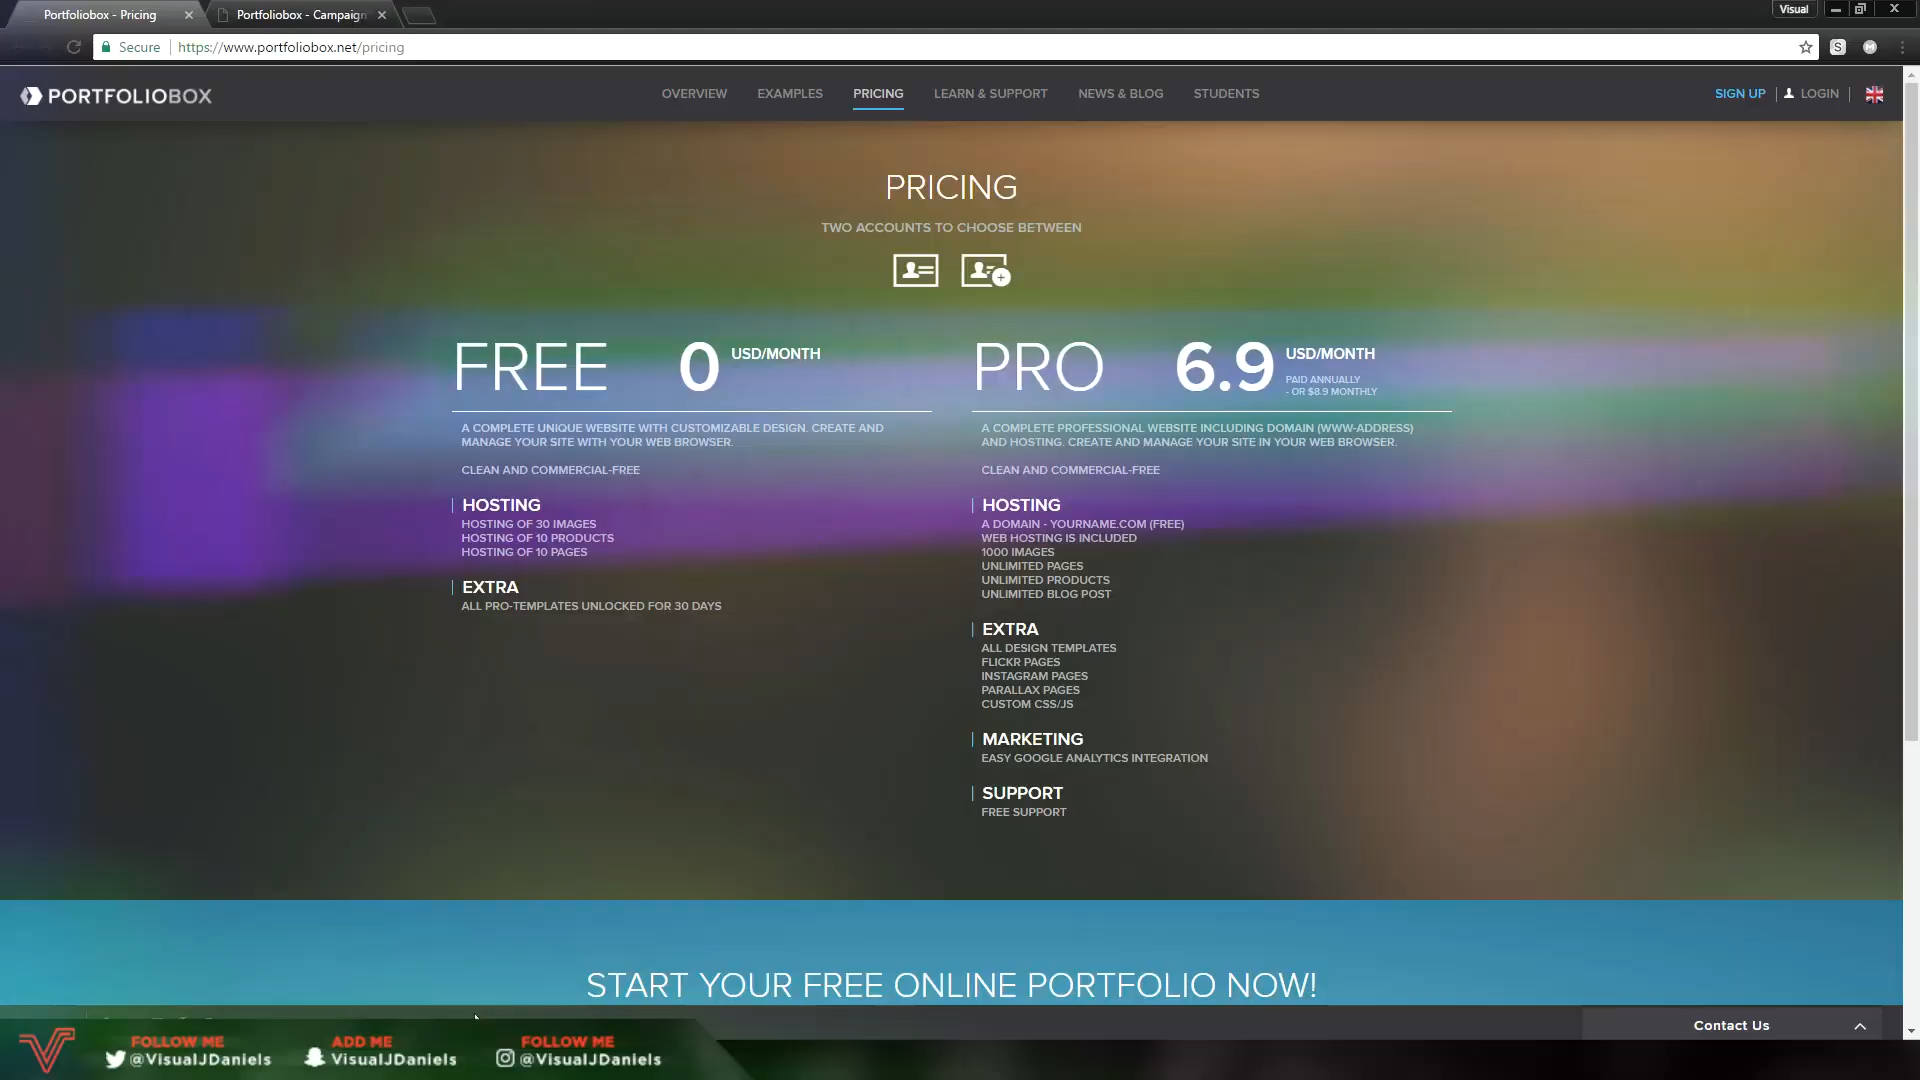 Portfoliobox - Pricing
Portfoliobox - Campaign
Visual
Secure
https://www.portfoliobox.net/pricing
S
M
PORTFOLIOBOX
OVERVIEW
EXAMPLES
PRICING
LEARN & SUPPORT
NEWS & BLOG
STUDENTS
SIGN UP
LOGIN
PRICING
TWO ACCOUNTS TO CHOOSE BETWEEN
FREE 0 USD/MONTH
A COMPLETE UNIQUE WEBSITE WITH CUSTOMIZABLE DESIGN. CREATE AND
MANAGE YOUR SITE WITH YOUR WEB BROWSER.
CLEAN AND COMMERCIAL-FREE
HOSTING
HOSTING OF 30 IMAGES
HOSTING OF 10 PRODUCTS
HOSTING OF 10 PAGES
EXTRA
ALL PRO-TEMPLATES UNLOCKED FOR 30 DAYS
PRO 6.9 USD/MONTH
PAID ANNUALLY
- OR $8.9 MONTHLY
A COMPLETE PROFESSIONAL WEBSITE INCLUDING DOMAIN (WWW-ADDRESS)
AND HOSTING. CREATE AND MANAGE YOUR SITE IN YOUR WEB BROWSER.
CLEAN AND COMMERCIAL-FREE
HOSTING
A DOMAIN - YOURNAME.COM (FREE)
WEB HOSTING IS INCLUDED
1000 IMAGES
UNLIMITED PAGES
UNLIMITED PRODUCTS
UNLIMITED BLOG POST
EXTRA
ALL DESIGN TEMPLATES
FLICKR PAGES
INSTAGRAM PAGES
PARALLAX PAGES
CUSTOM CSS/JS
MARKETING
EASY GOOGLE ANALYTICS INTEGRATION
SUPPORT
FREE SUPPORT
START YOUR FREE ONLINE PORTFOLIO NOW!
Contact Us
FOLLOW ME
@VisualJDaniels
ADD ME
VisualJDaniels
FOLLOW ME
@VisualJDaniels